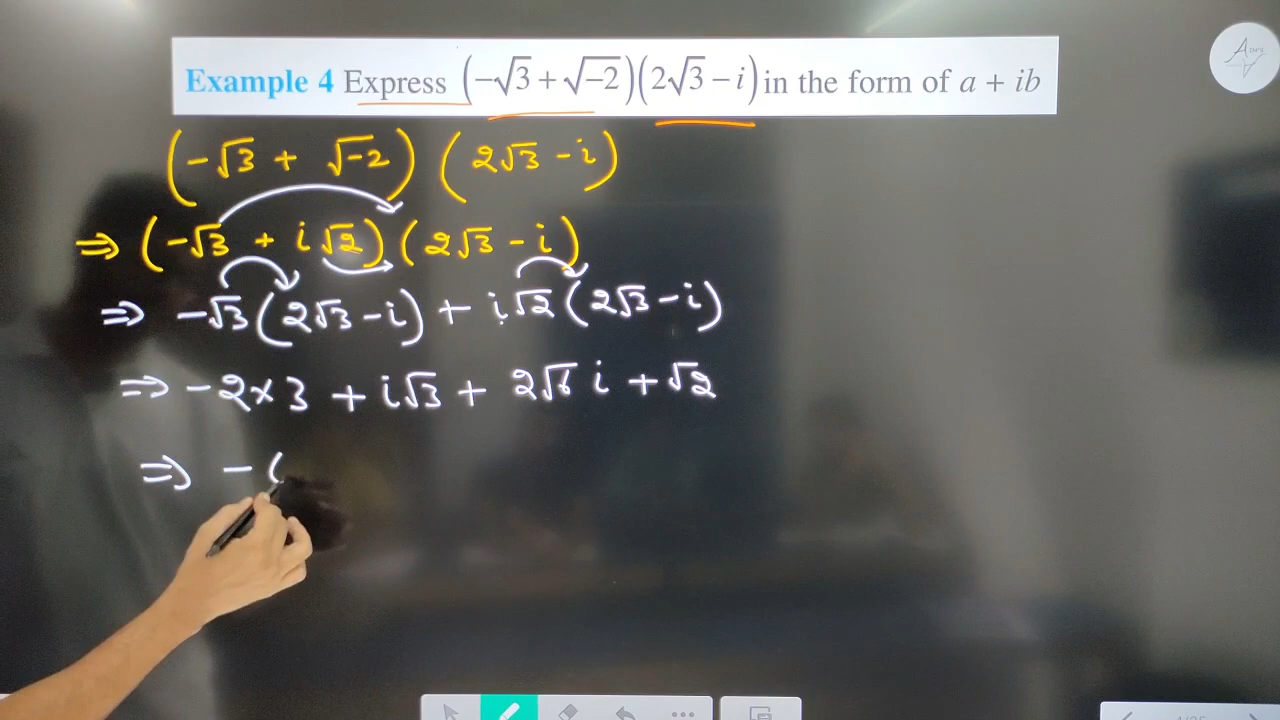 Example 4 Express (−√3 + √−2)(2√3 − i) in the form of a + ib
(−√3 + √−2) (2√3 − i)
⇒ (−√3 + i√2) (2√3 − i)
⇒ −√3(2√3 − i) + i√2(2√3 − i)
⇒ −2×3 + i√3 + 2√6 i + √2
⇒ −